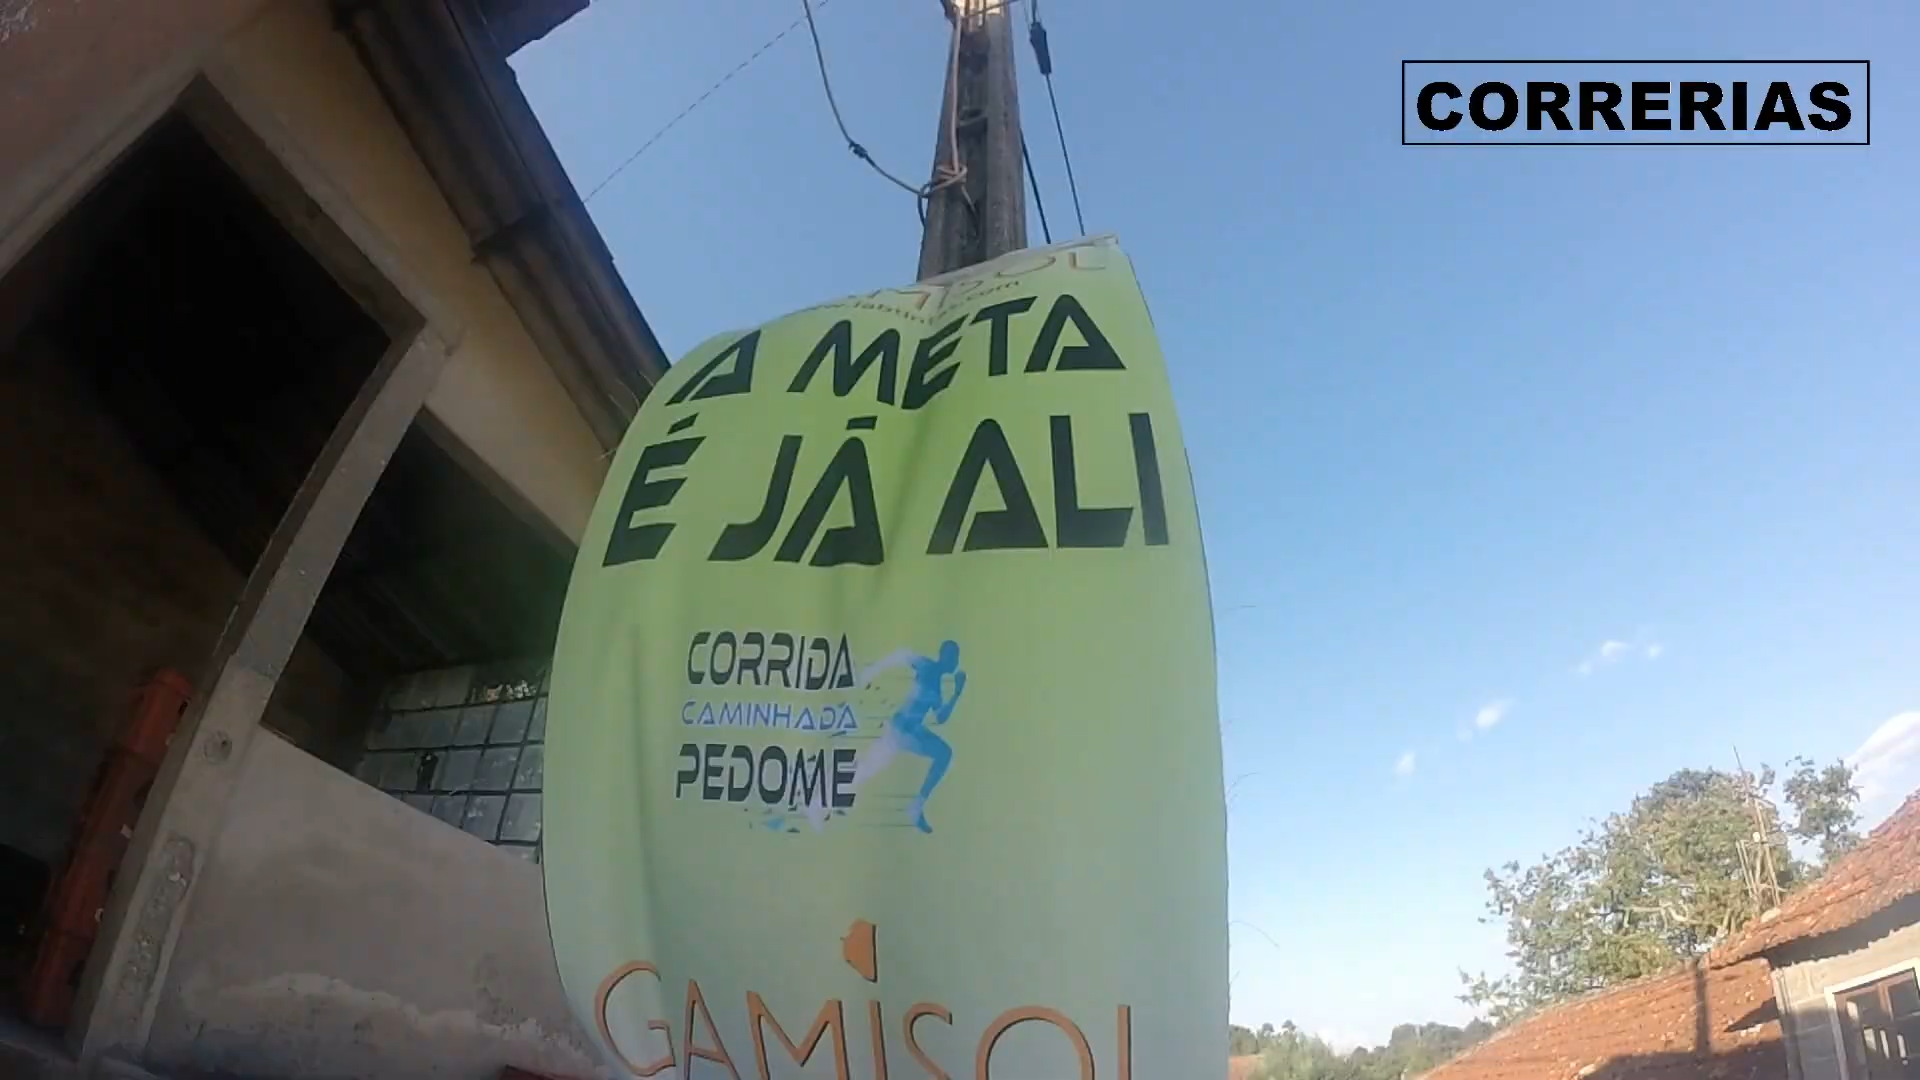 CORRERIAS
A META
É JÁ ALI
CORRIDA
CAMINHADA
PEDOME
GAMISOL